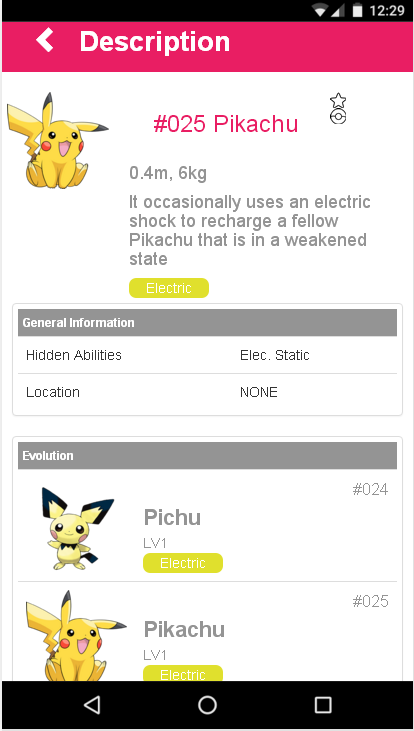 12:29
Description
#025 Pikachu
0.4m, 6kg
It occasionally uses an electric
shock to recharge a fellow
Pikachu that is in a weakened
state
Electric
General Information
Hidden Abilities Elec. Static
Location NONE
Evolution
#024
Pichu
LV1
Electric
#025
Pikachu
LV1
Electric